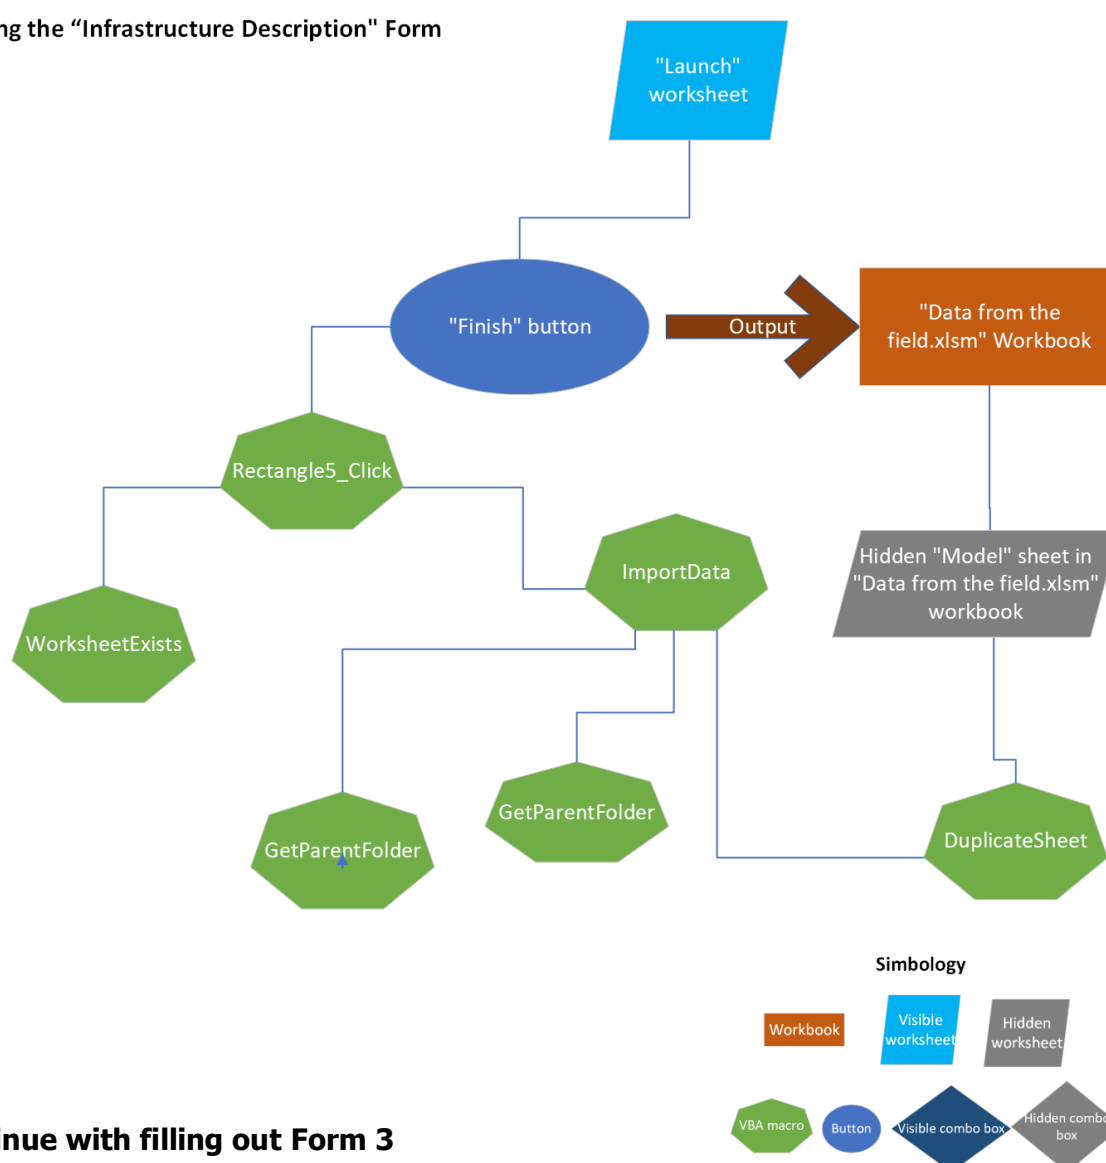 ng the “Infrastructure Description" Form
"Launch"
worksheet
"Finish" button
Output
"Data from the
field.xlsm" Workbook
Rectangle5_Click
ImportData
Hidden "Model" sheet in
"Data from the field.xlsm"
workbook
WorksheetExists
GetParentFolder
GetParentFolder
DuplicateSheet
Simbology
Workbook
Visible
worksheet
Hidden
worksheet
VBA macro
Button
Visible combo box
Hidden combo
box
inue with filling out Form 3